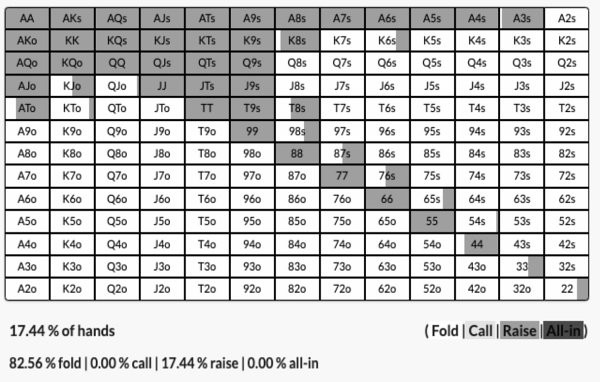 AA AKs AQs AJs ATs A9s A8s A7s A6s A5s A4s A3s A2s
AKo KK KQs KJs KTs K9s K8s K7s K6s K5s K4s K3s K2s
AQo KQo QQ QJs QTs Q9s Q8s Q7s Q6s Q5s Q4s Q3s Q2s
AJo KJo QJo JJ JTs J9s J8s J7s J6s J5s J4s J3s J2s
ATo KTo QTo JTo TT T9s T8s T7s T6s T5s T4s T3s T2s
A9o K9o Q9o J9o T9o 99 98s 97s 96s 95s 94s 93s 92s
A8o K8o Q8o J8o T8o 98o 88 87s 86s 85s 84s 83s 82s
A7o K7o Q7o J7o T7o 97o 87o 77 76s 75s 74s 73s 72s
A6o K6o Q6o J6o T6o 96o 86o 76o 66 65s 64s 63s 62s
A5o K5o Q5o J5o T5o 95o 85o 75o 65o 55 54s 53s 52s
A4o K4o Q4o J4o T4o 94o 84o 74o 64o 54o 44 43s 42s
A3o K3o Q3o J3o T3o 93o 83o 73o 63o 53o 43o 33 32s
A2o K2o Q2o J2o T2o 92o 82o 72o 62o 52o 42o 32o 22
17.44 % of hands (Fold | Call | Raise | All-in)
82.56 % fold | 0.00 % call | 17.44 % raise | 0.00 % all-in